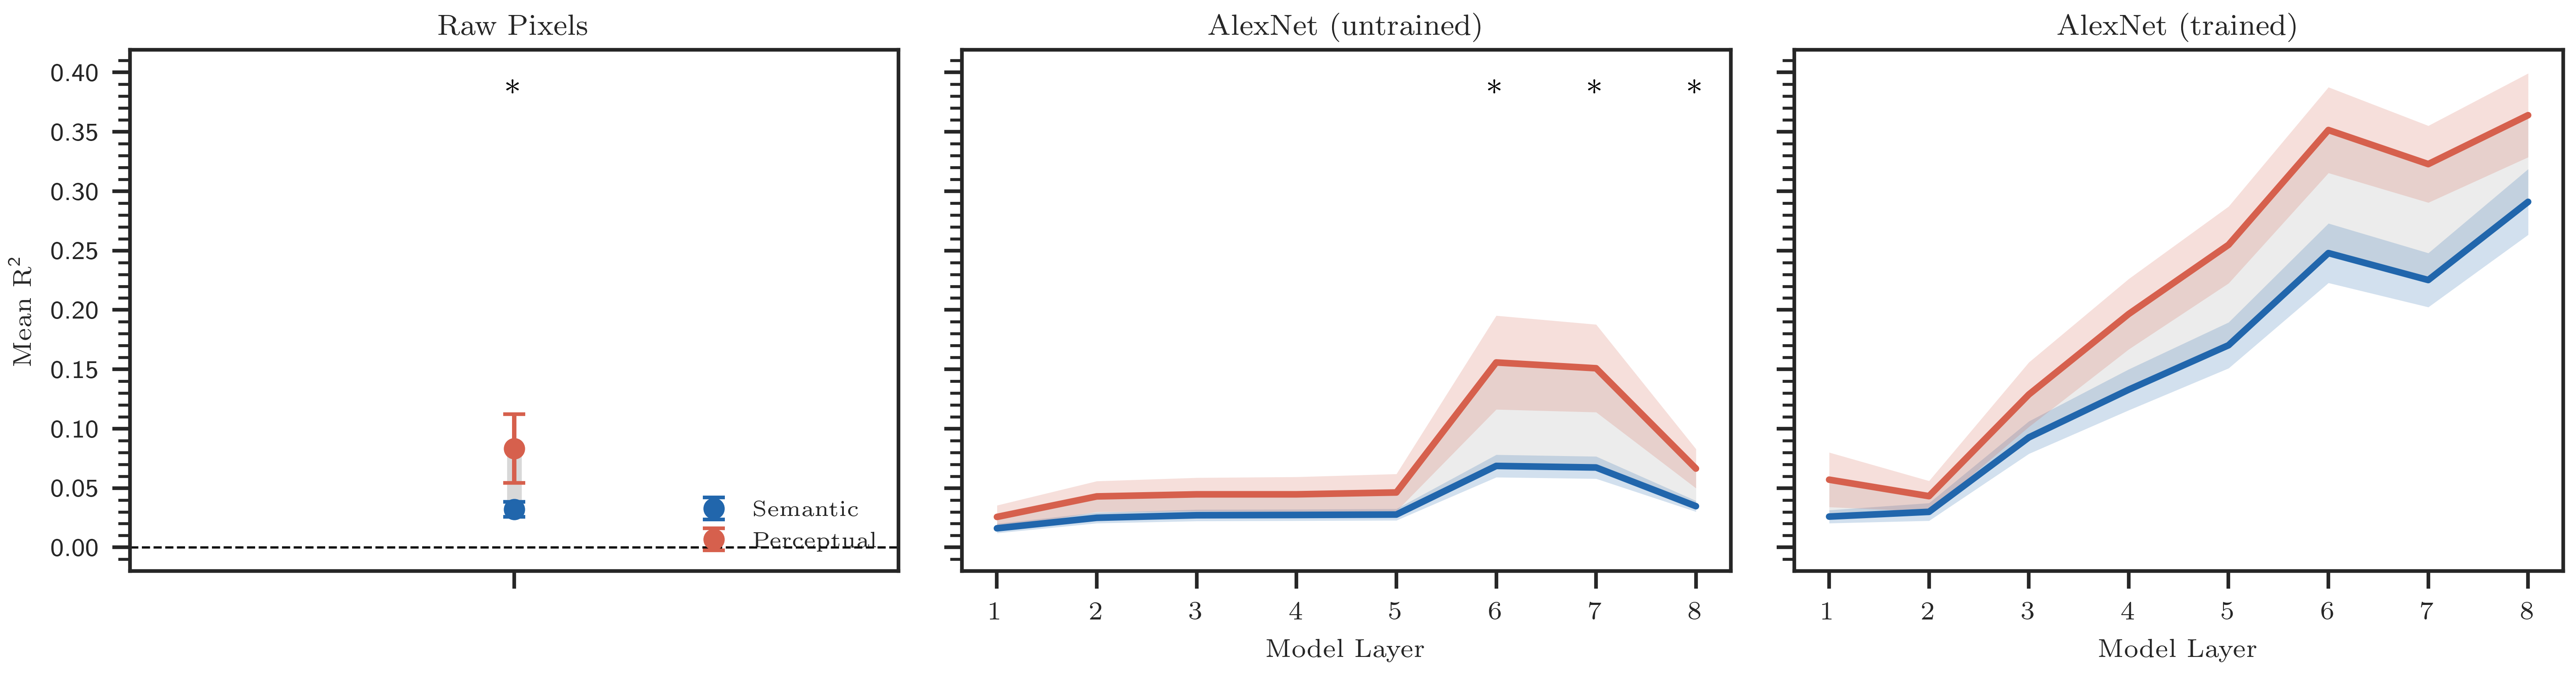 Raw Pixels
AlexNet (untrained)
AlexNet (trained)
Mean R²
0.40
0.35
0.30
0.25
0.20
0.15
0.10
0.05
0.00
*
Semantic
Perceptual
* * *
1 2 3 4 5 6 7 8
Model Layer
1 2 3 4 5 6 7 8
Model Layer